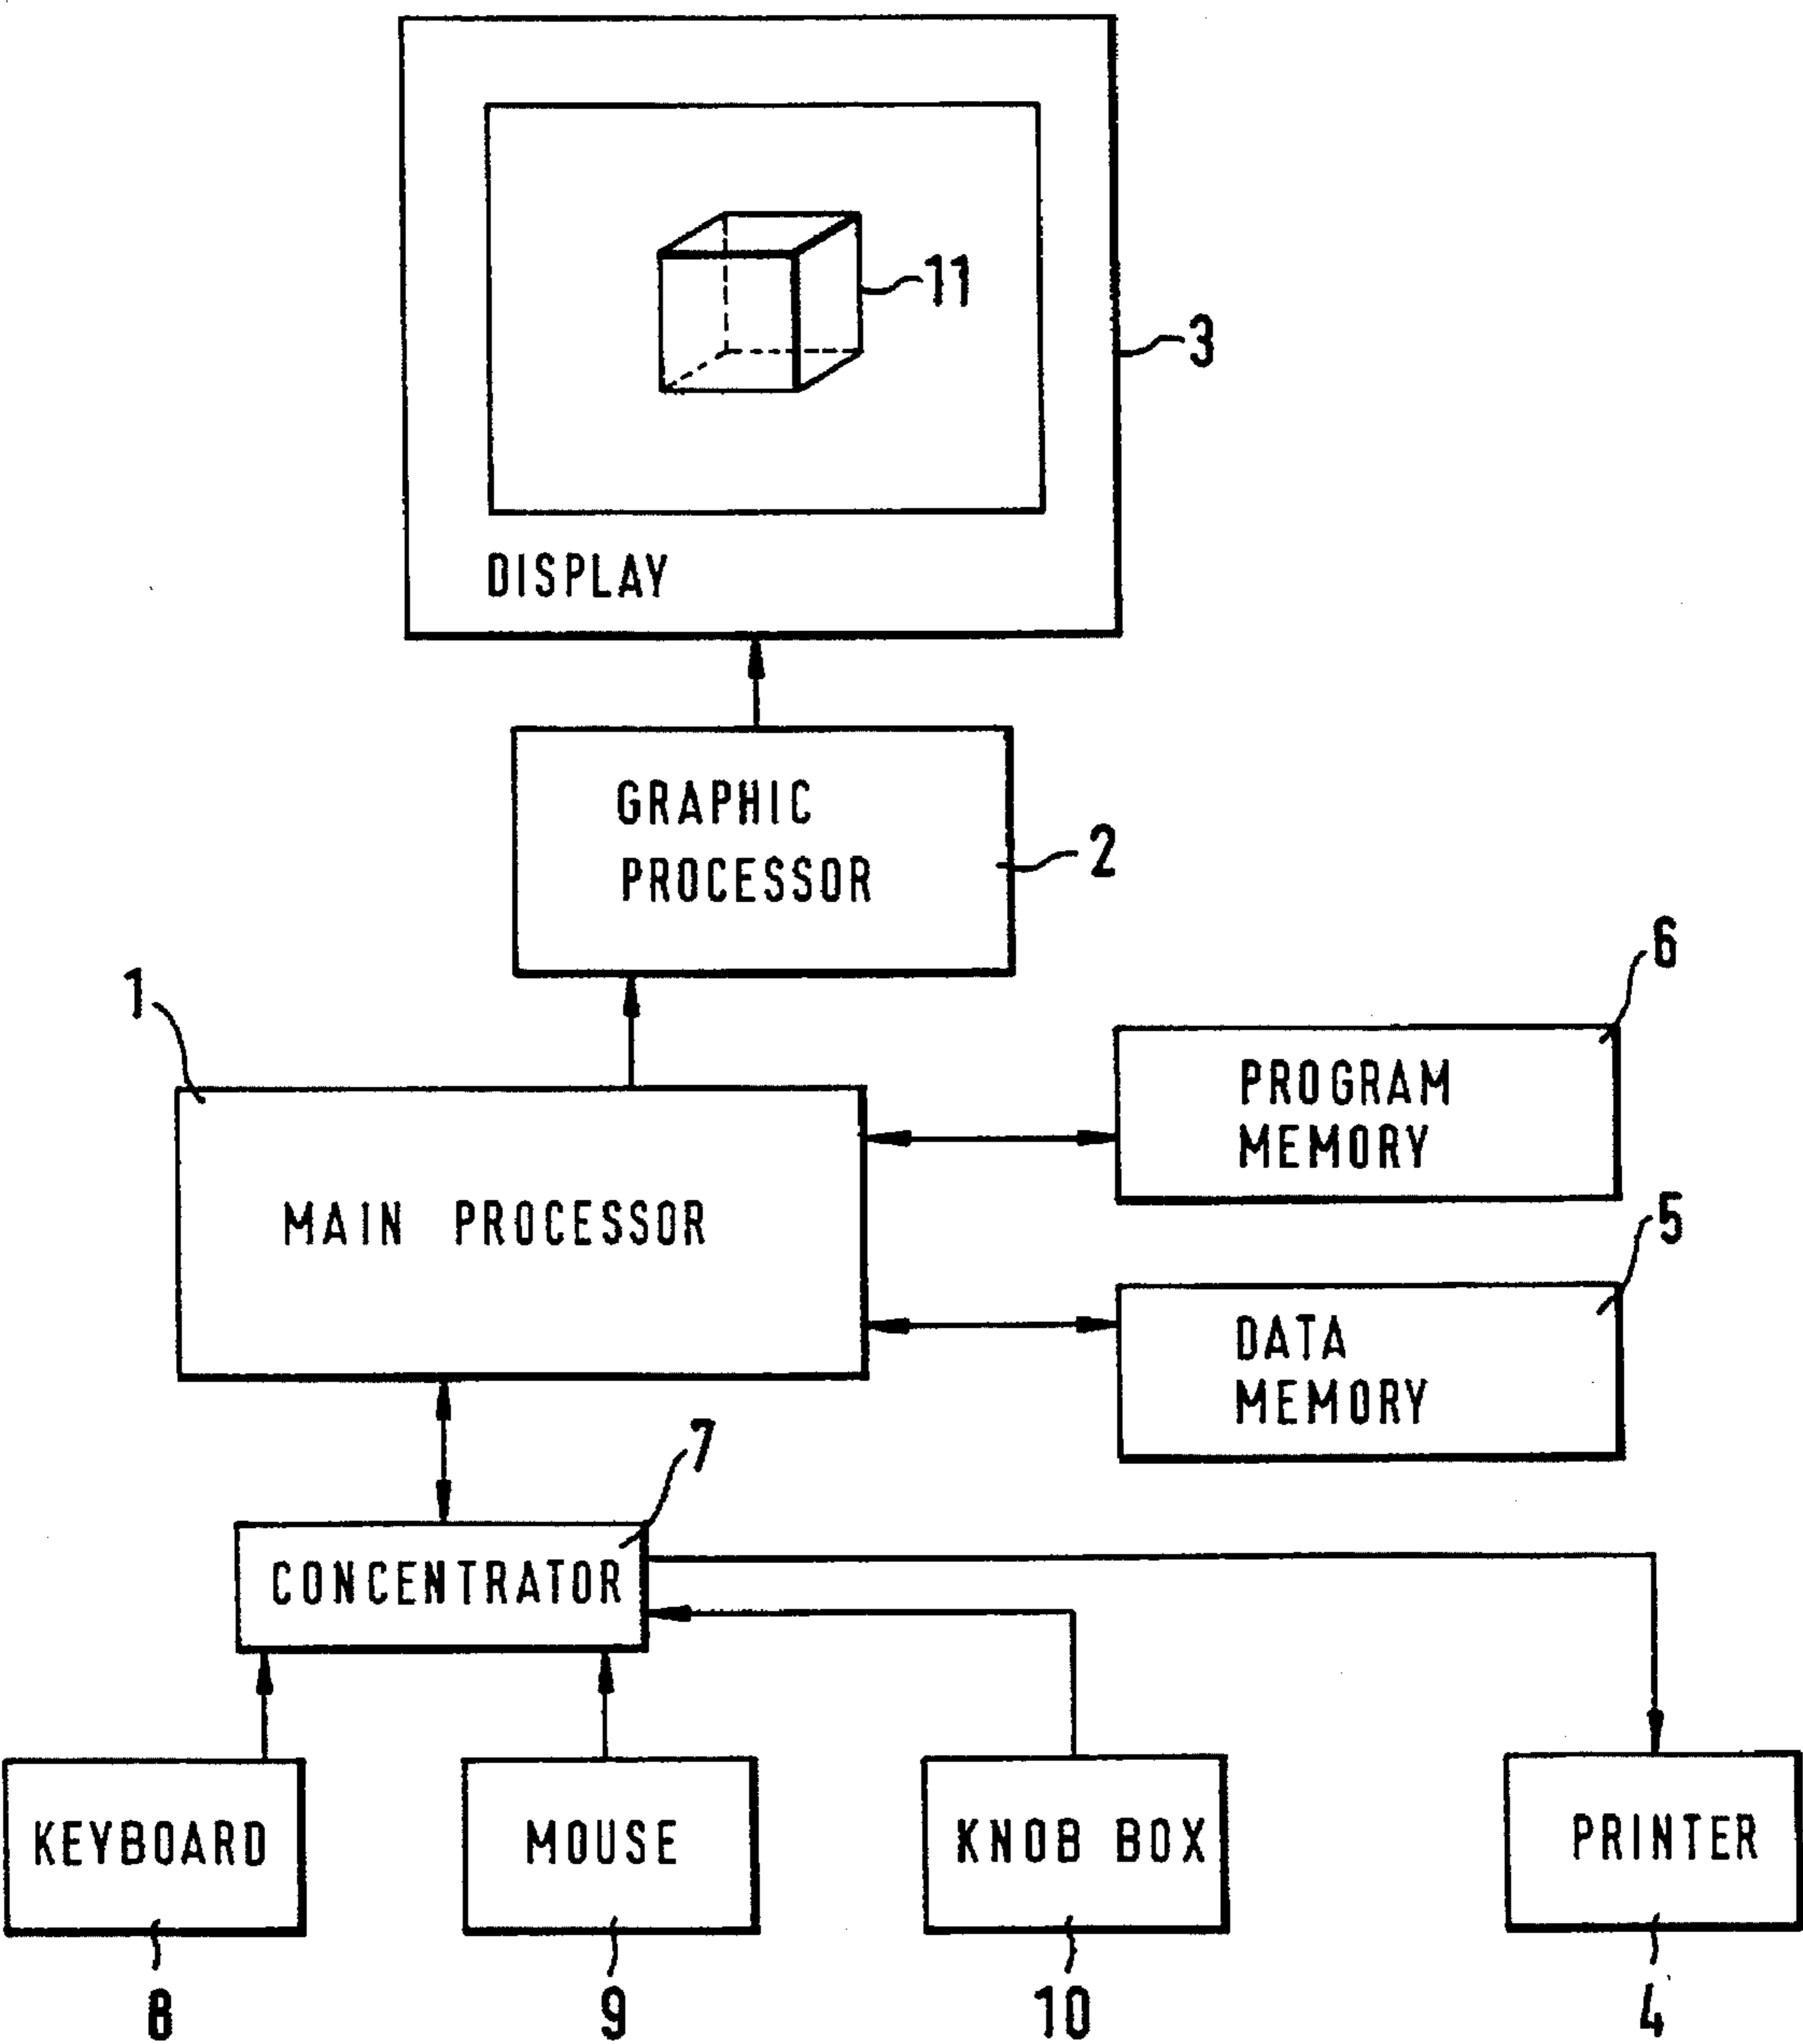 11
3
DISPLAY
GRAPHIC
PROCESSOR
2
1
6
PROGRAM
MEMORY
MAIN PROCESSOR
5
DATA
MEMORY
7
CONCENTRATOR
KEYBOARD
MOUSE
KNOB BOX
PRINTER
8
9
10
4